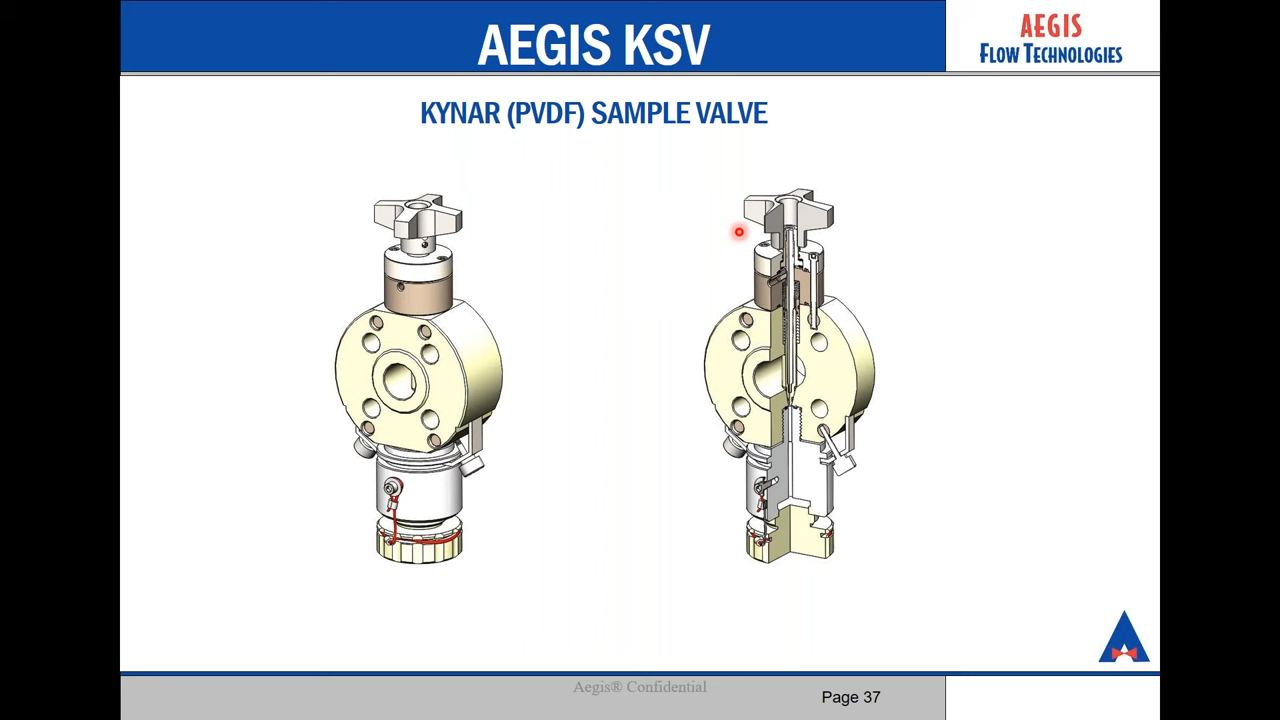 AEGIS KSV
AEGIS
FLOW TECHNOLOGIES
KYNAR (PVDF) SAMPLE VALVE
Aegis® Confidential
Page 37